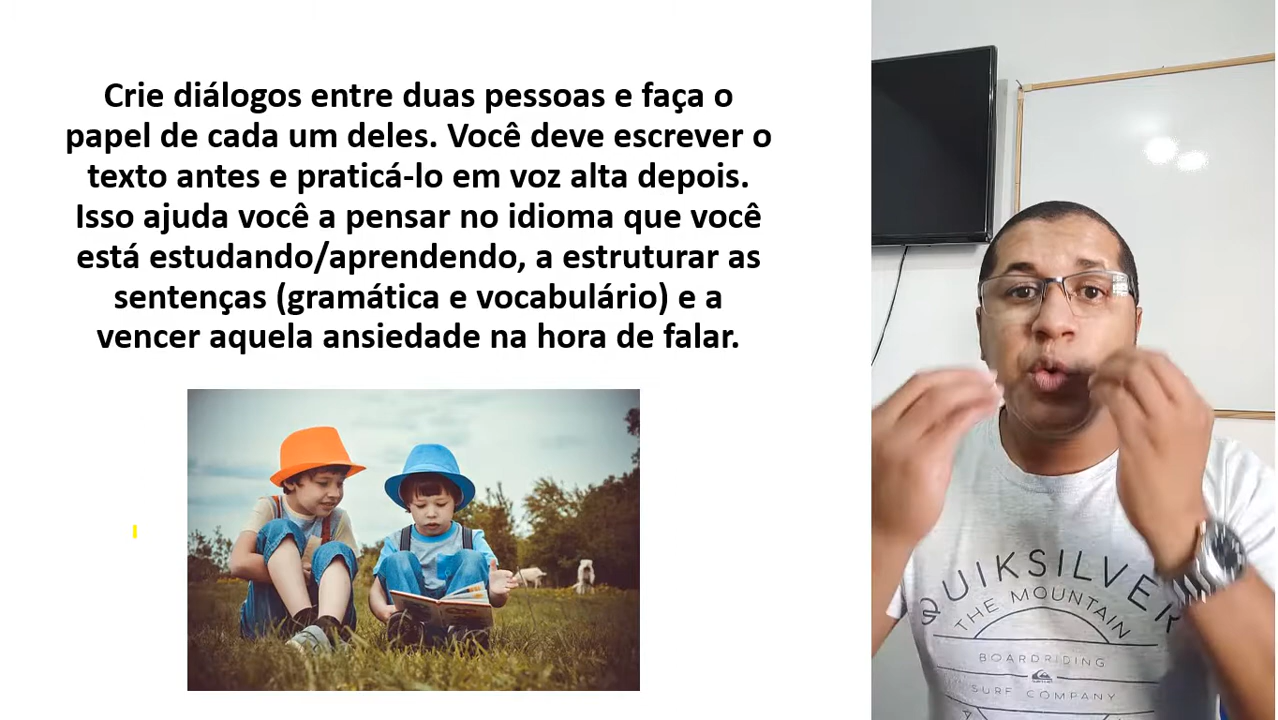 Crie diálogos entre duas pessoas e faça o
papel de cada um deles. Você deve escrever o
texto antes e praticá-lo em voz alta depois.
Isso ajuda você a pensar no idioma que você
está estudando/aprendendo, a estruturar as
sentenças (gramática e vocabulário) e a
vencer aquela ansiedade na hora de falar.
QUIKSILVER
THE MOUNTAIN
BOARDRIDING
SURF COMPANY